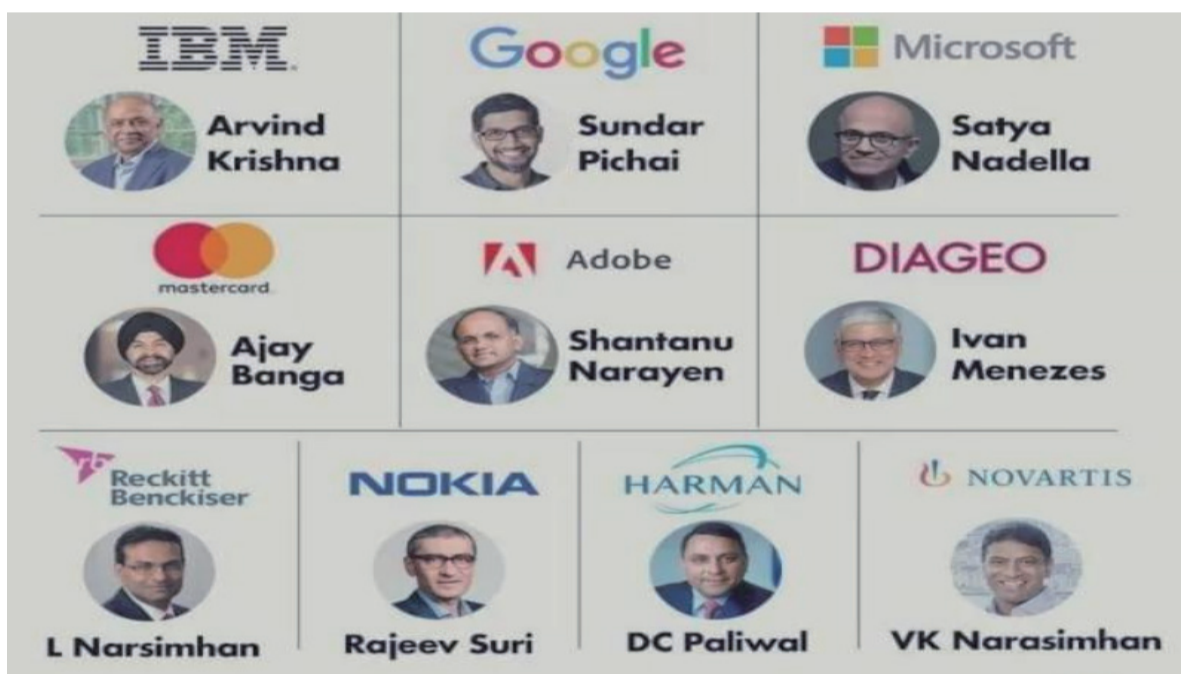 IBM.
Google
Microsoft
Arvind
Krishna
Sundar
Pichai
Satya
Nadella
mastercard.
Adobe
DIAGEO
Ajay
Banga
Shantanu
Narayen
Ivan
Menezes
rb
Reckitt
Benckiser
NOKIA
HARMAN
NOVARTIS
L Narsimhan
Rajeev Suri
DC Paliwal
VK Narasimhan